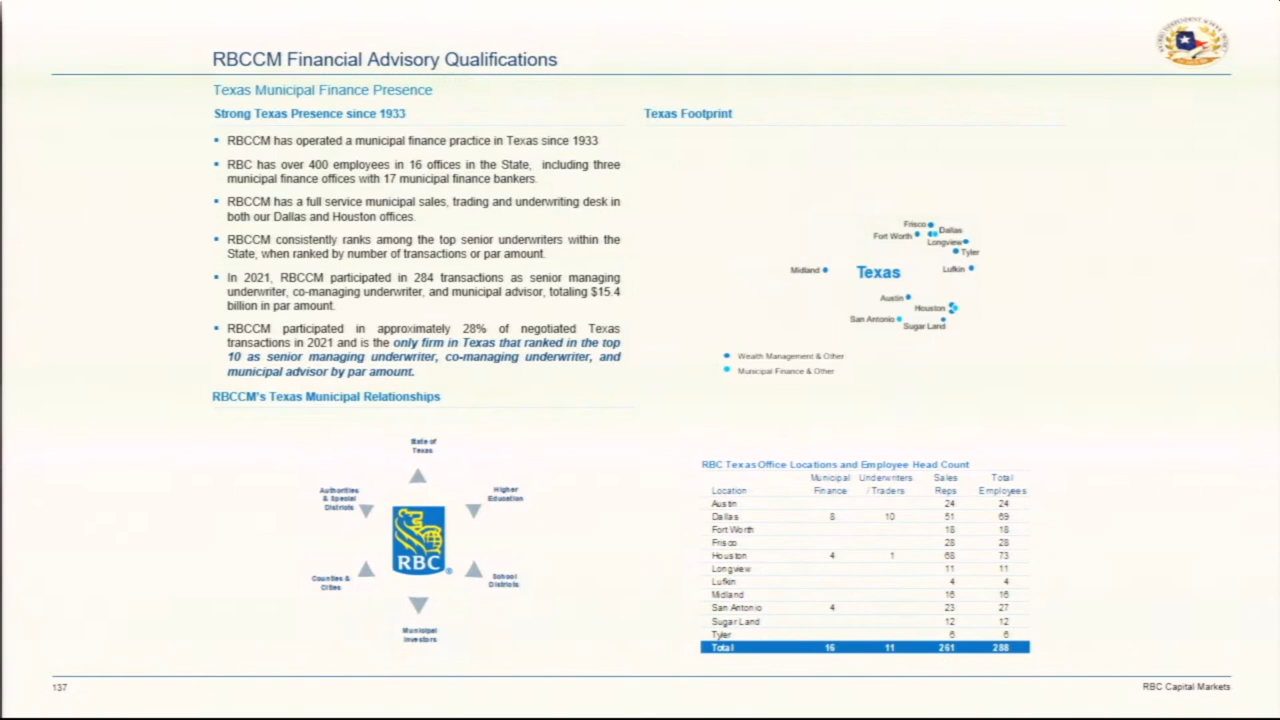 RBCCM Financial Advisory Qualifications
Texas Municipal Finance Presence
Strong Texas Presence since 1933
▪ RBCCM has operated a municipal finance practice in Texas since 1933
▪ RBC has over 400 employees in 16 offices in the State, including three
municipal finance offices with 17 municipal finance bankers.
▪ RBCCM has a full service municipal sales, trading and underwriting desk in
both our Dallas and Houston offices.
▪ RBCCM consistently ranks among the top senior underwriters within the
State, when ranked by number of transactions or par amount.
▪ In 2021, RBCCM participated in 284 transactions as senior managing
underwriter, co-managing underwriter, and municipal advisor, totaling $15.4
billion in par amount.
▪ RBCCM participated in approximately 28% of negotiated Texas
transactions in 2021 and is the only firm in Texas that ranked in the top
10 as senior managing underwriter, co-managing underwriter, and
municipal advisor by par amount.
RBCCM's Texas Municipal Relationships
State of
Texas
Authorities
& Special
Districts
Higher
Education
RBC
®
Counties &
Cities
School
Districts
Municipal
Investors
Texas Footprint
Frisco
Dallas
Fort Worth
Longview
Tyler
Midland
Texas
Lufkin
Austin
Houston
San Antonio
Sugar Land
Wealth Management & Other
Municipal Finance & Other
RBC Texas Office Locations and Employee Head Count
Municipal Underwriters Sales Total
Location Finance / Traders Reps Employees
Austin 24 24
Dallas 8 10 51 69
Fort Worth 18 18
Frisco 28 28
Houston 4 1 68 73
Longview 11 11
Lufkin 4 4
Midland 16 16
San Antonio 4 23 27
Sugar Land 12 12
Tyler 6 6
Total 16 11 261 288
137
RBC Capital Markets